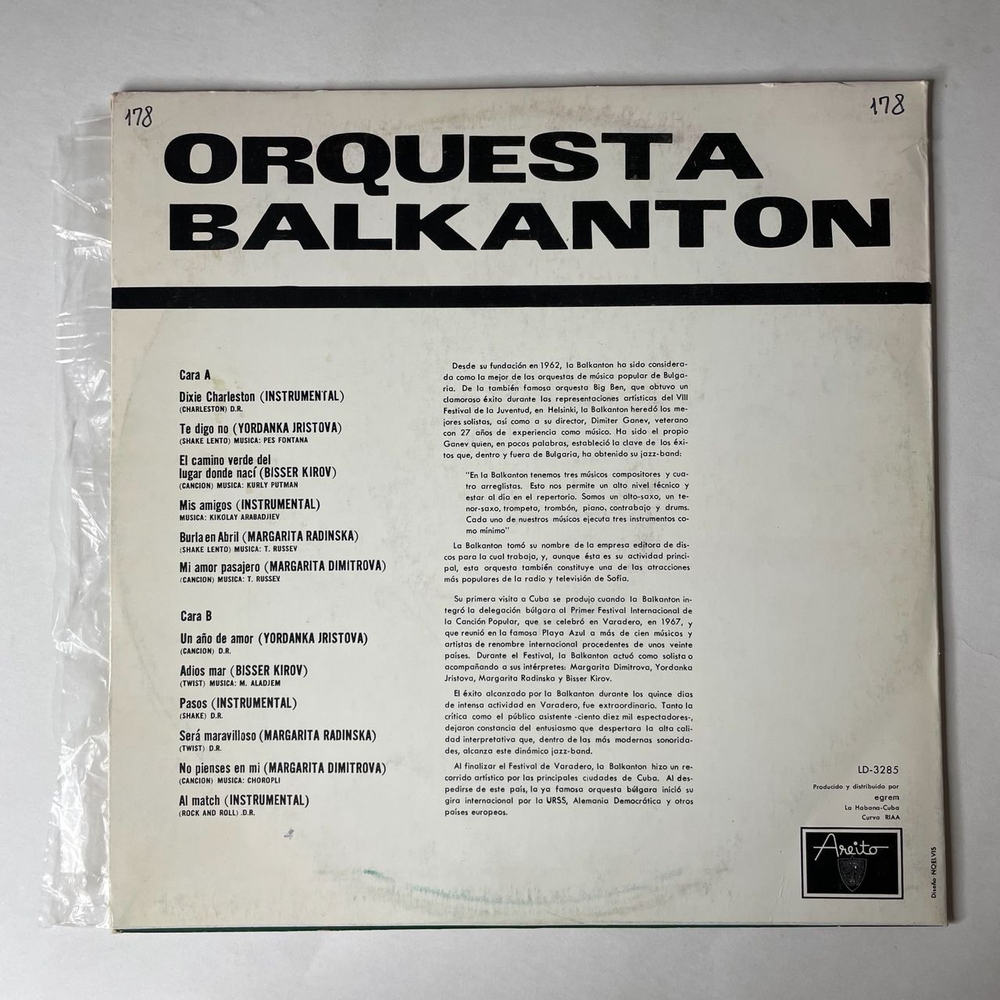 178
178
ORQUESTA
BALKANTON
Cara A
Dixie Charleston (INSTRUMENTAL)
(CHARLESTON) D.R.
Te digo no (YORDANKA JRISTOVA)
(SHAKE LENTO) MUSICA: PES FONTANA
El camino verde del
lugar donde nací (BISSER KIROV)
(CANCION) MUSICA: KURLY PUTMAN
Mis amigos (INSTRUMENTAL)
MUSICA: KIKOLAY ARABADJIEV
Burla en Abril (MARGARITA RADINSKA)
(SHAKE LENTO) MUSICA: T. RUSSEV
Mi amor pasajero (MARGARITA DIMITROVA)
(CANCION) MUSICA: T. RUSSEV
Cara B
Un año de amor (YORDANKA JRISTOVA)
(CANCION) D.R.
Adios mar (BISSER KIROV)
(TWIST) MUSICA: M. ALADJEM
Pasos (INSTRUMENTAL)
(SHAKE) D.R.
Será maravilloso (MARGARITA RADINSKA)
(TWIST) D.R.
No pienses en mi (MARGARITA DIMITROVA)
(CANCION) MUSICA: CHOROPLI
Al match (INSTRUMENTAL)
(ROCK AND ROLL) .D.R.
Desde su fundación en 1962, la Balkanton ha sido considera-
da como la mejor de las orquestas de música popular de Bulga-
ria. De la también famosa orquesta Big Ben, que obtuvo un
clamoroso éxito durante las representaciones artísticas del VIII
Festival de la Juventud, en Helsinki, la Balkanton heredó los me-
jores solistas, así como a su director, Dimiter Ganev, veterano
con 27 años de experiencia como músico. Ha sido el propio
Ganev quien, en pocas palabras, estableció la clave de los éxi-
tos que, dentro y fuera de Bulgaria, ha obtenido su jazz-band:
"En la Balkanton tenemos tres músicos compositores y cua-
tro arreglistas. Esto nos permite un alto nivel técnico y
estar al día en el repertorio. Somos un alto-saxo, un te-
nor-saxo, trompeta, trombón, piano, contrabajo y drums.
Cada uno de nuestros músicos ejecuta tres instrumentos co-
mo mínimo"
La Balkanton tomó su nombre de la empresa editora de dis-
cos para la cual trabaja, y, aunque ésta es su actividad princi-
pal, esta orquesta también constituye una de las atracciones
más populares de la radio y televisión de Sofia.
Su primera visita a Cuba se produjo cuando la Balkanton in-
tegró la delegación búlgara al Primer Festival Internacional de
la Canción Popular, que se celebró en Varadero, en 1967, y
que reunió en la famosa Playa Azul a más de cien músicos y
artistas de renombre internacional procedentes de unos veinte
países. Durante el Festival, la Balkanton actuó como solista o
acompañando a sus intérpretes: Margarita Dimitrova, Yordanka
Jristova, Margarita Radinska y Bisser Kirov.
El éxito alcanzado por la Balkanton durante los quince días
de intensa actividad en Varadero, fue extraordinario. Tanto la
crítica como el público asistente -ciento diez mil espectadores-,
dejaron constancia del entusiasmo que despertara la alta cali-
dad interpretativa que, dentro de las más modernas sonorida-
des, alcanza este dinámico jazz-band.
Al finalizar el Festival de Varadero, la Balkanton hizo un re-
corrido artístico por las principales ciudades de Cuba. Al des-
pedirse de este país, la ya famosa orquesta búlgara inició su
gira internacional por la URSS, Alemania Democrática y otros
países europeos.
LD-3285
Producido y distribuido por
egrem
La Habana-Cuba
Curva RIAA
Areito
Diseño NOELVIS